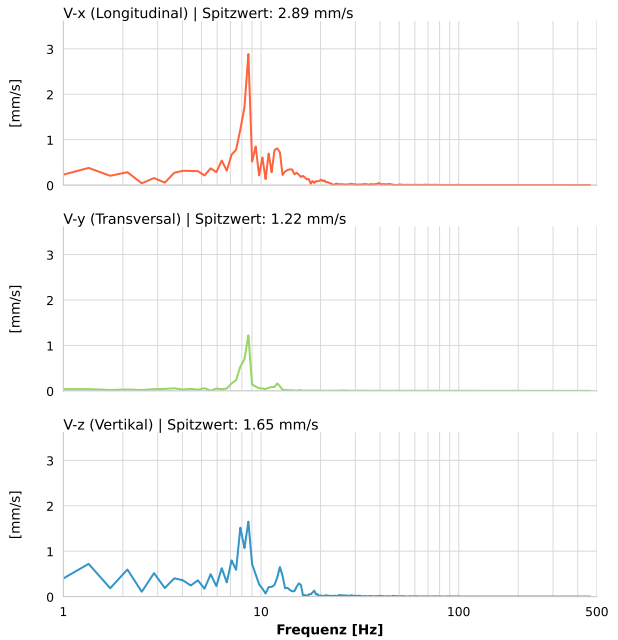 V-x (Longitudinal) | Spitzwert: 2.89 mm/s
3
2
1
0
[mm/s]
V-y (Transversal) | Spitzwert: 1.22 mm/s
3
2
1
0
[mm/s]
V-z (Vertikal) | Spitzwert: 1.65 mm/s
3
2
1
0
[mm/s]
1 10 100 500
Frequenz [Hz]